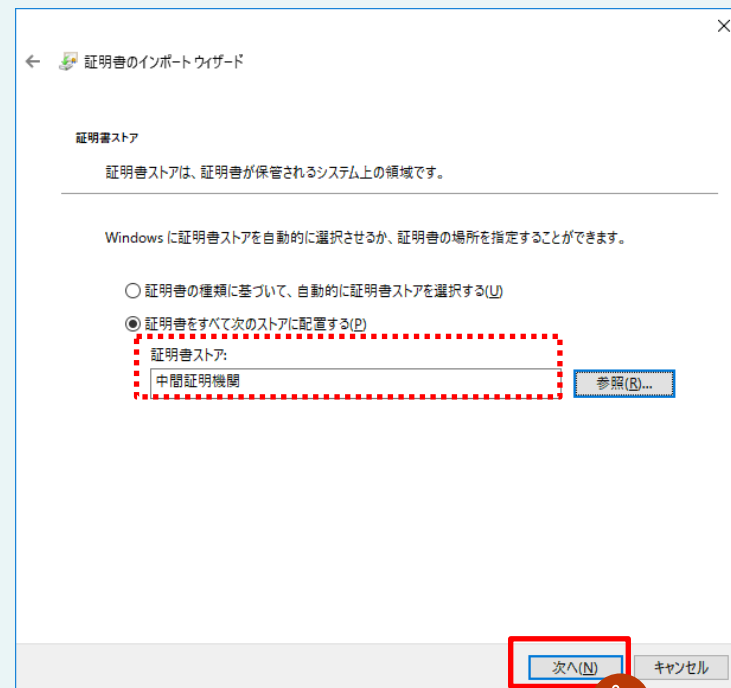 証明書のインポート ウィザード
証明書ストア
証明書ストアは、証明書が保管されるシステム上の領域です。
Windows に証明書ストアを自動的に選択させるか、証明書の場所を指定することができます。
証明書の種類に基づいて、自動的に証明書ストアを選択する(U)
証明書をすべて次のストアに配置する(P)
証明書ストア:
中間証明機関
参照(R)...
次へ(N)
キャンセル